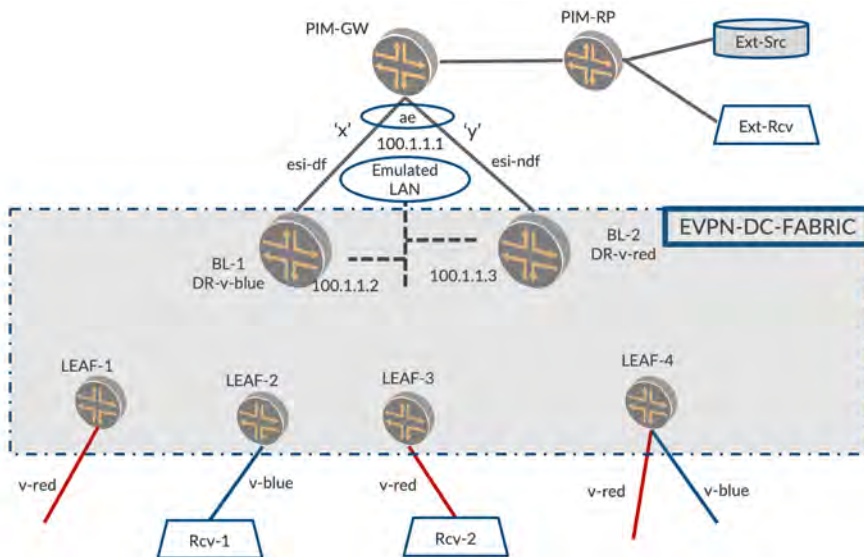 PIM-GW
PIM-RP
Ext-Src
Ext-Rcv
ae
'x'
'y'
100.1.1.1
esi-df
esi-ndf
Emulated
LAN
EVPN-DC-FABRIC
BL-1
DR-v-blue
BL-2
DR-v-red
100.1.1.2
100.1.1.3
LEAF-1
LEAF-2
LEAF-3
LEAF-4
v-red
v-blue
v-red
v-red
v-blue
Rcv-1
Rcv-2